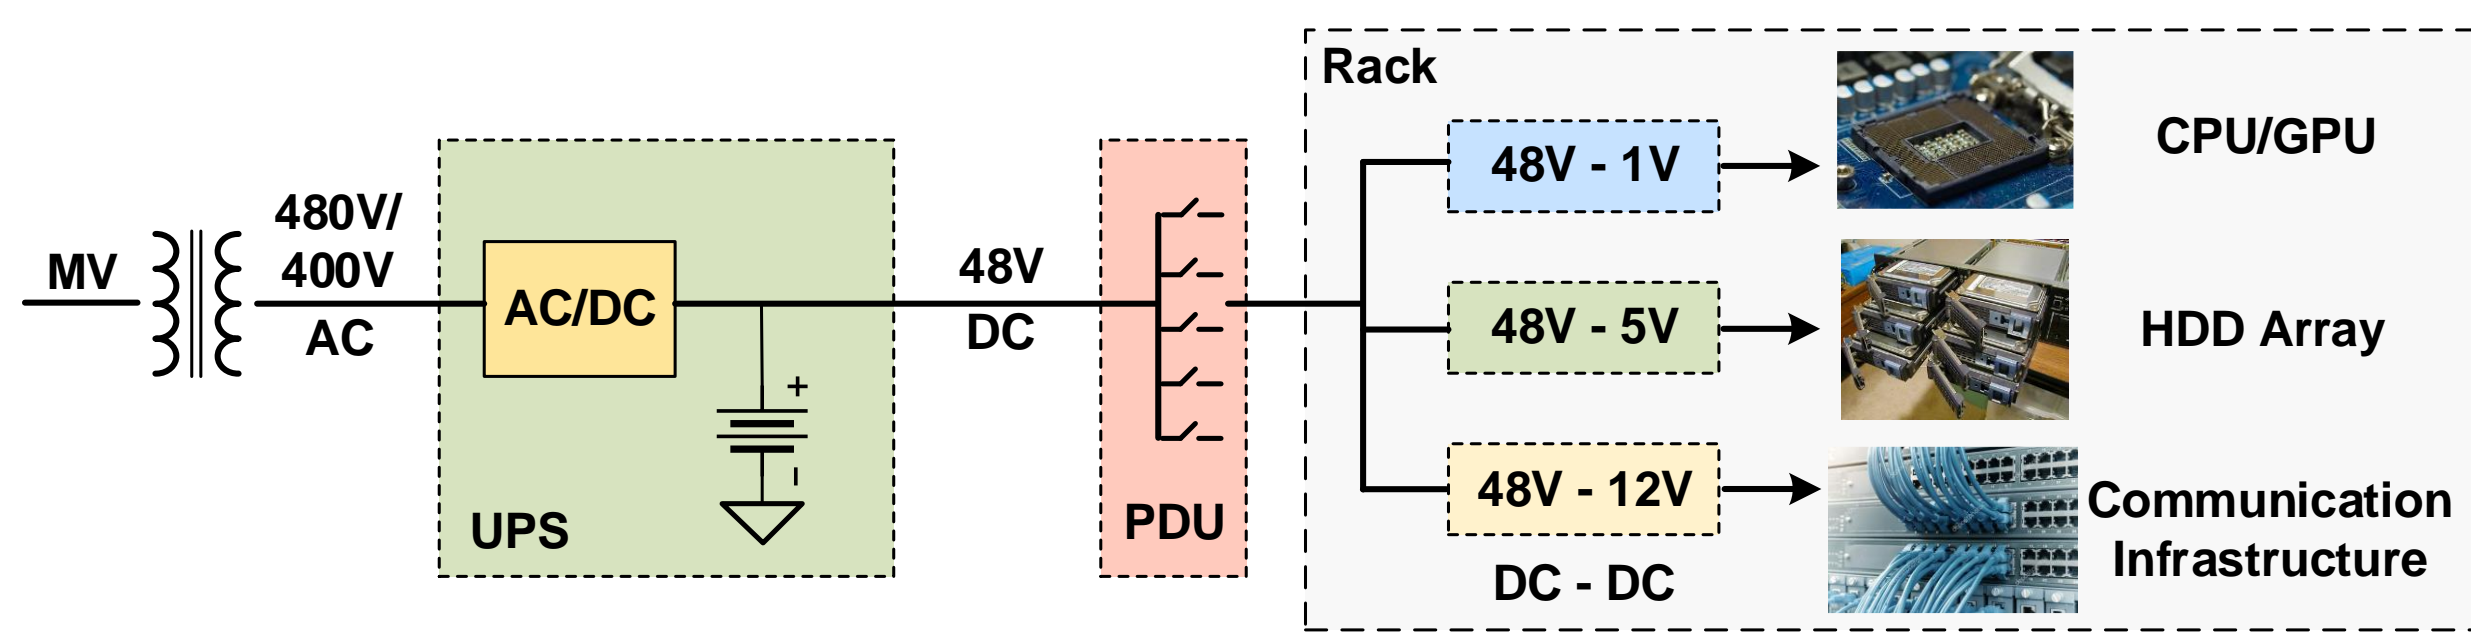 MV
480V/
400V
AC
AC/DC
+
−
UPS
48V
DC
PDU
Rack
48V - 1V
CPU/GPU
48V - 5V
HDD Array
48V - 12V
Communication
Infrastructure
DC - DC